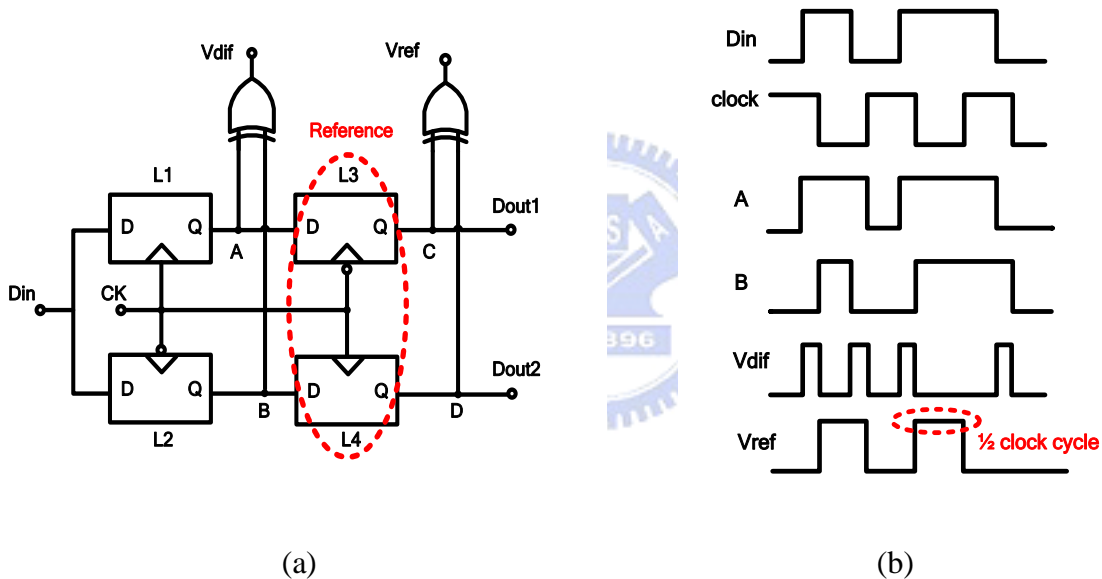 Vdif
Vref
Reference
L1
L3
D Q
D Q
A
C
Dout1
Din
CK
D Q
D Q
B
D
Dout2
L2
L4
(a)
Din
clock
A
B
Vdif
Vref
½ clock cycle
(b)
S
A
896